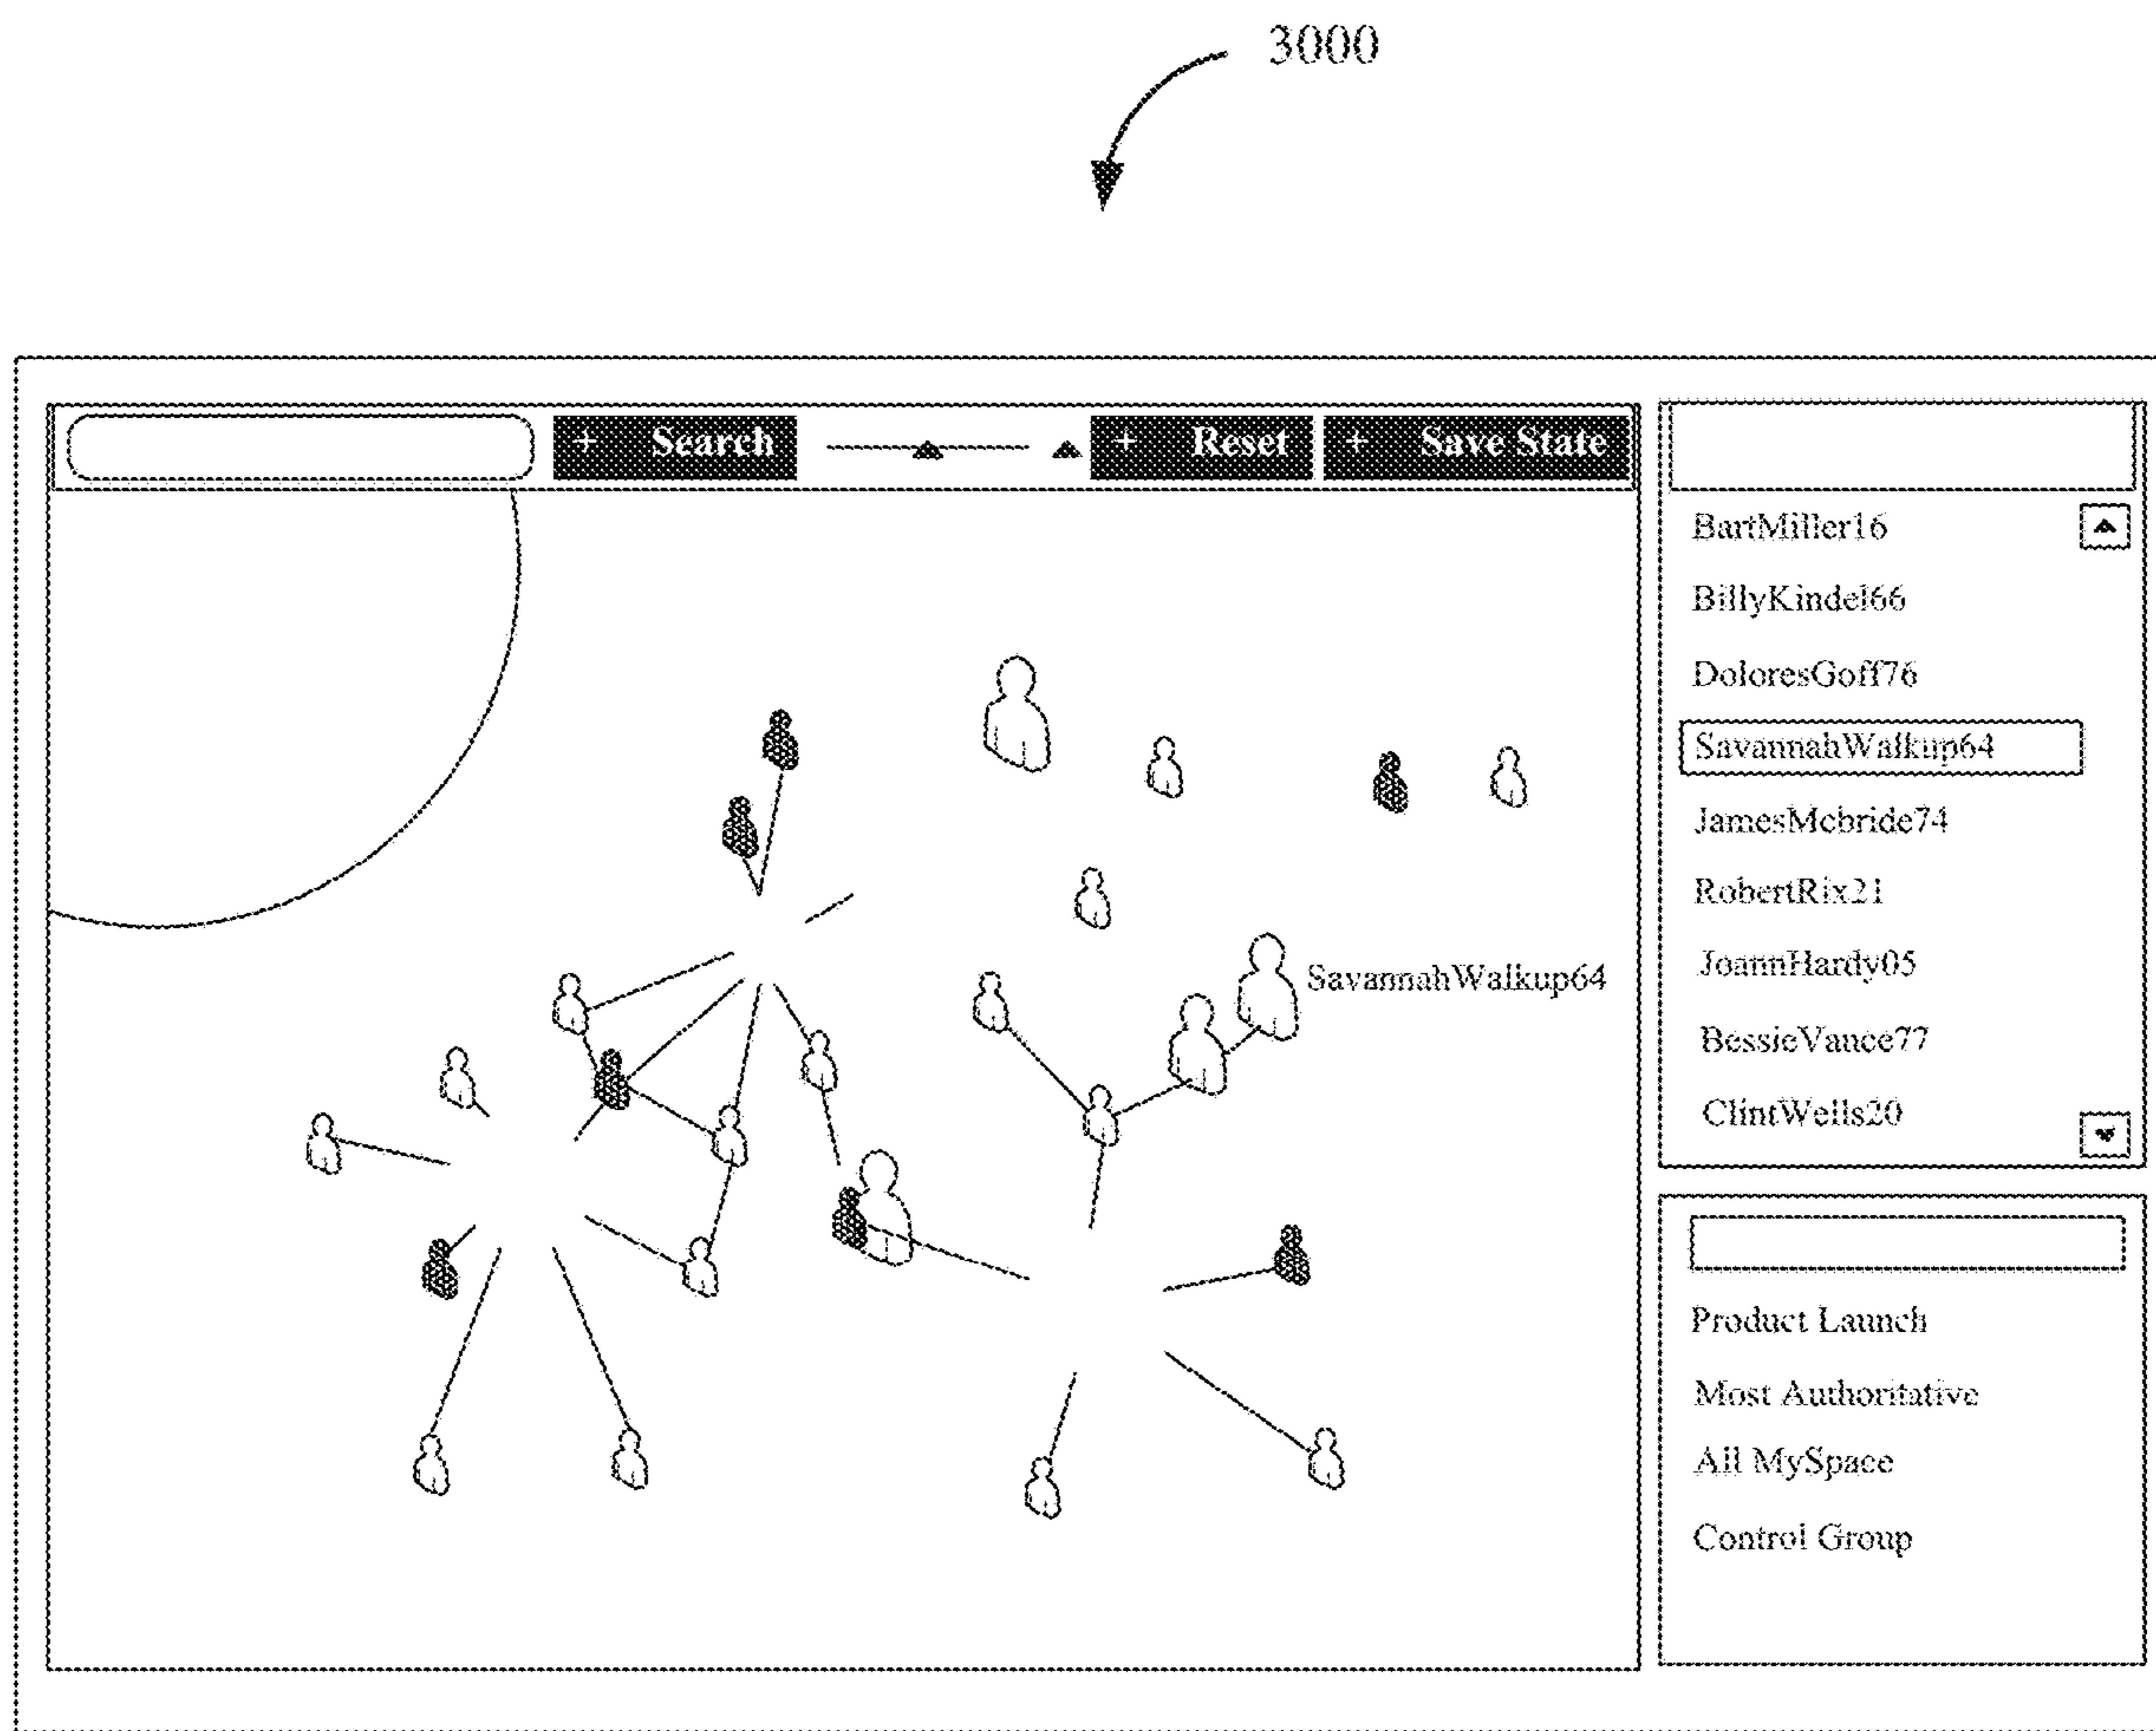 3000
+ Search + Reset + Save State
BartMiller16
BillyKindel66
DoloresGoff76
SavannahWalkup64
JamesMcbride74
RobertRix21
JoannHardy05
BessieVance77
ClintWells20
SavannahWalkup64
Product Launch
Most Authoritative
All MySpace
Control Group